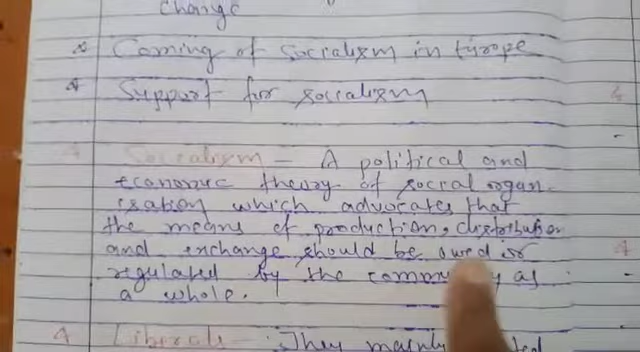 change
* Coming of socialism in Europe
* Support for socialism
* Socialism - A political and
economic theory of social organ-
isation which advocates that
the means of production, distribution
and exchange should be owed or
regulated by the as
a whole.
* Liberals - They mainly